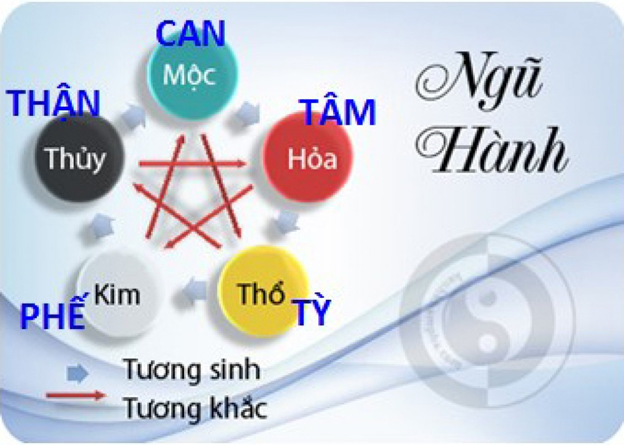 CAN
Mộc
Ngũ
Hành
THẬN
TÂM
Thủy
Hỏa
PHẾ
Kim
Thổ
TỲ
Tương sinh
Tương khắc